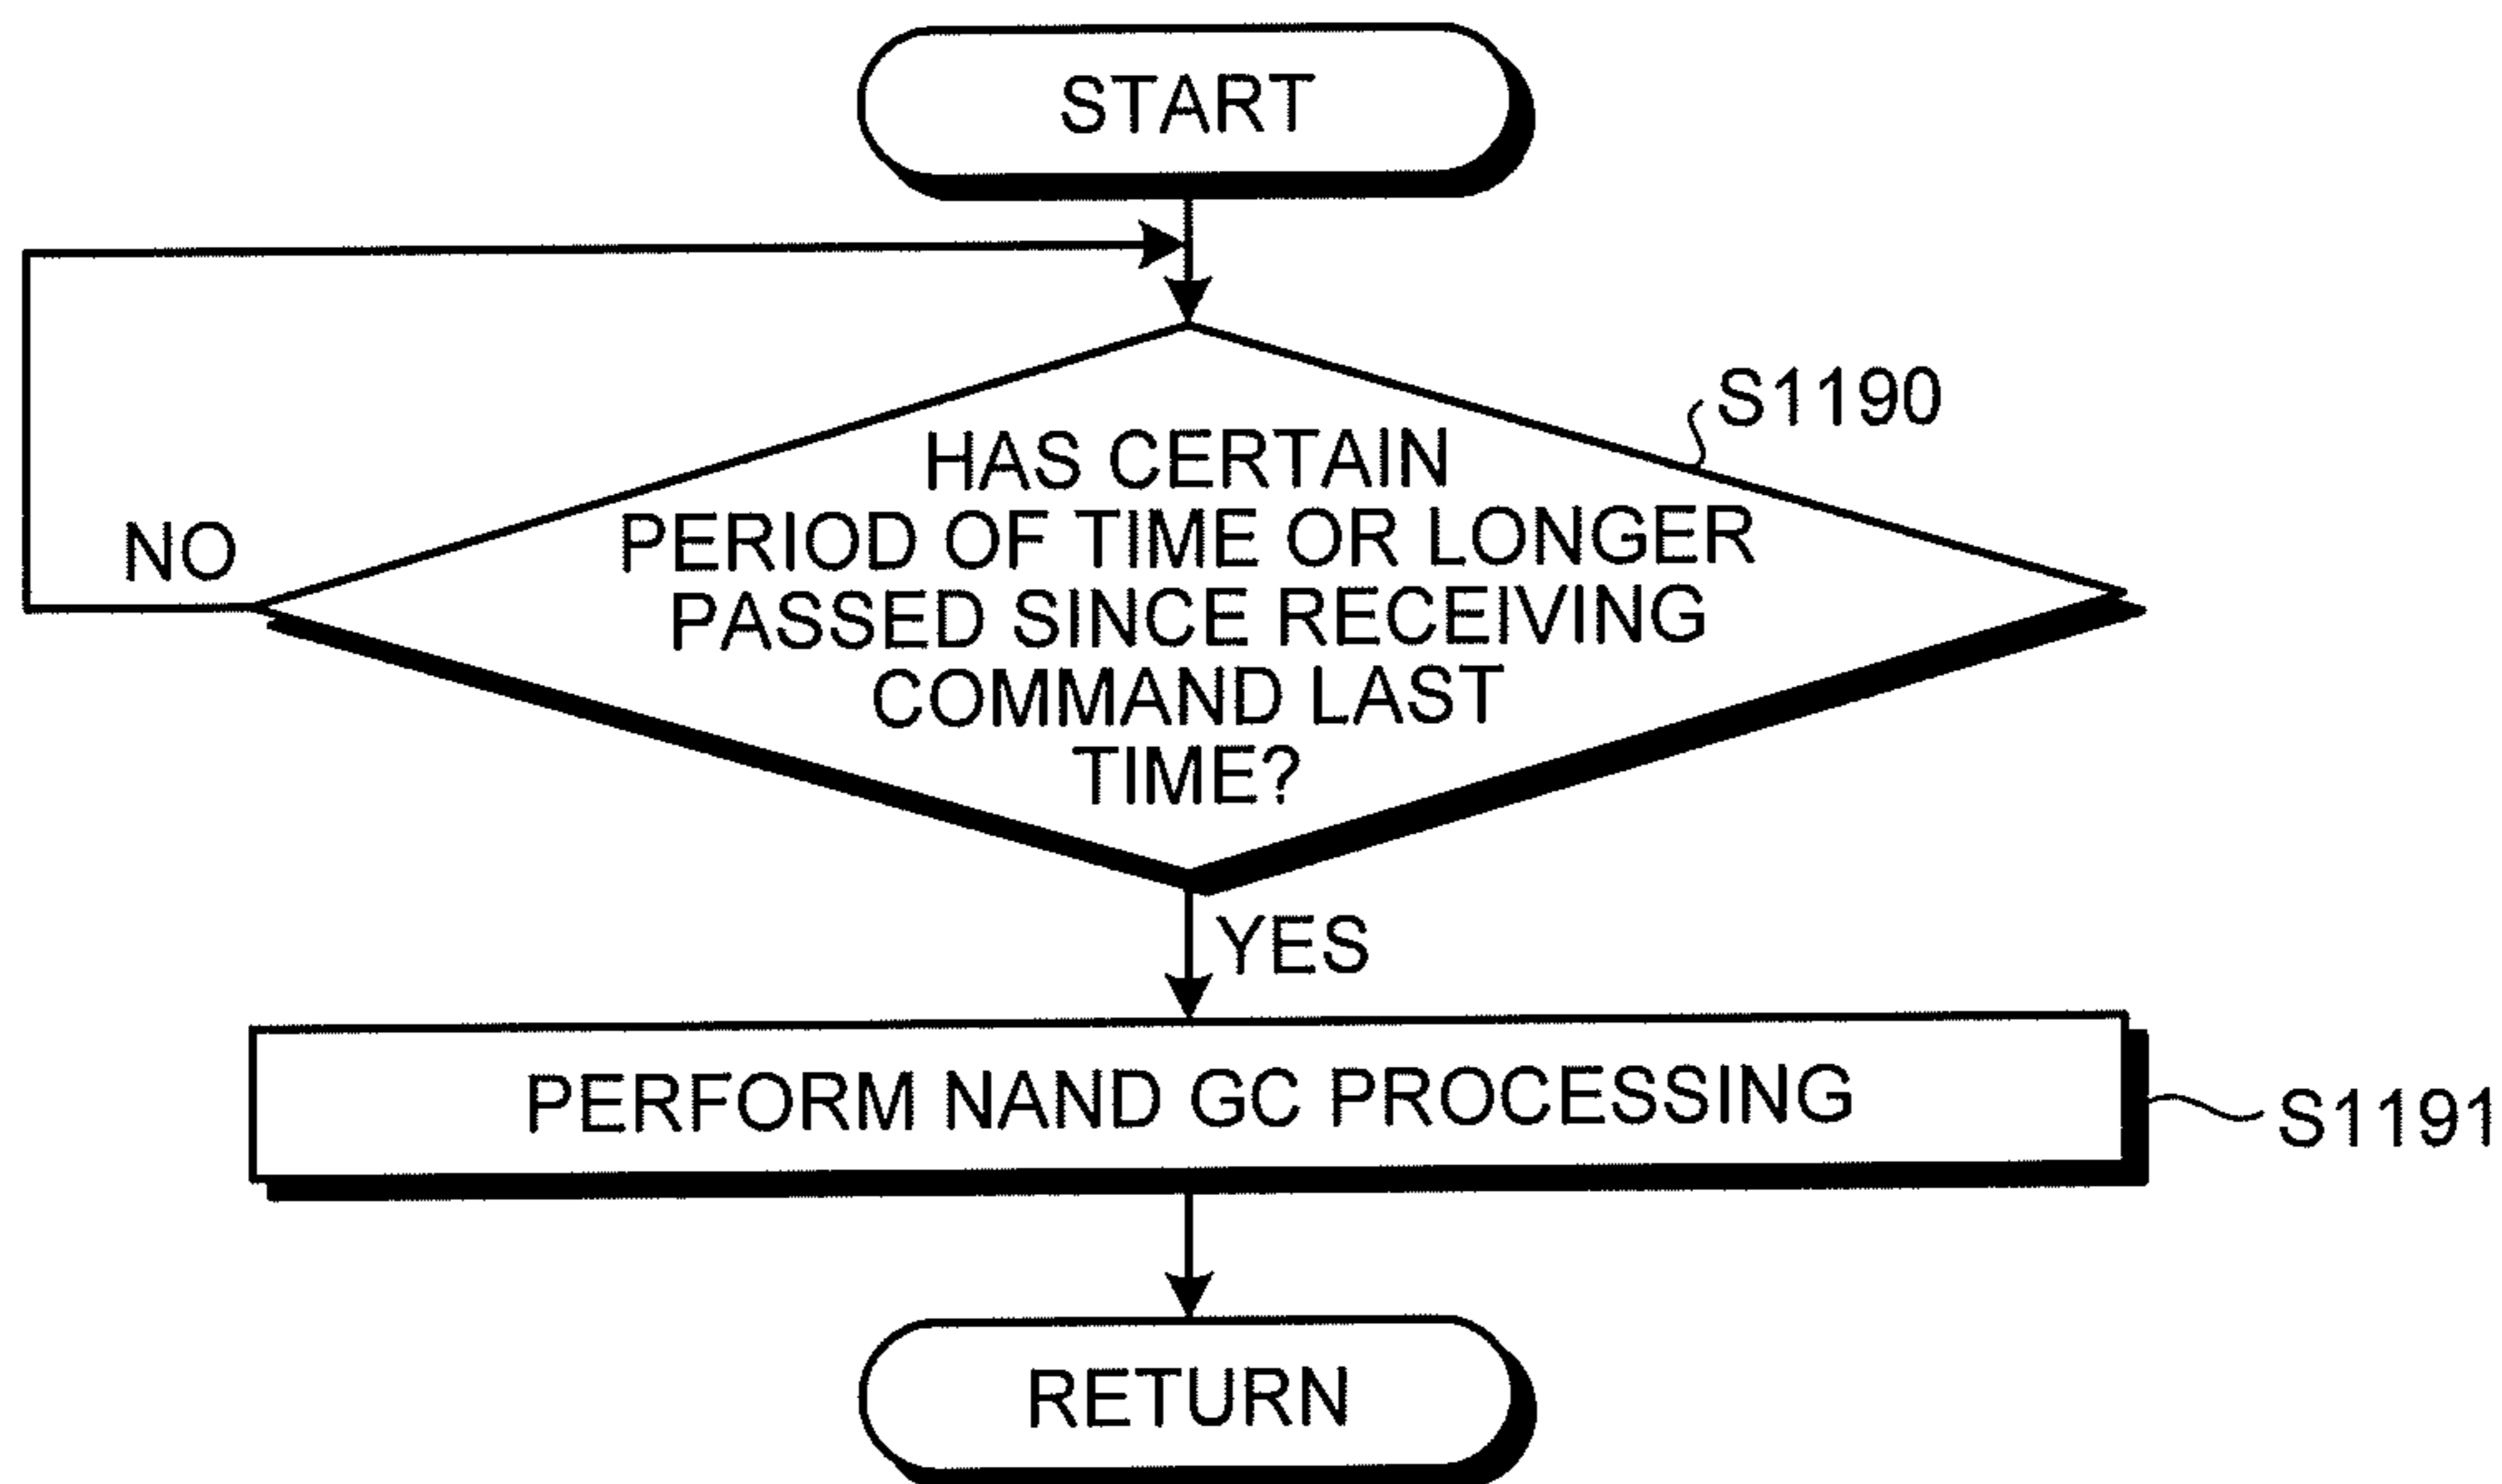 START
S1190
HAS CERTAIN
PERIOD OF TIME OR LONGER
PASSED SINCE RECEIVING
COMMAND LAST
TIME?
NO
YES
PERFORM NAND GC PROCESSING
S1191
RETURN